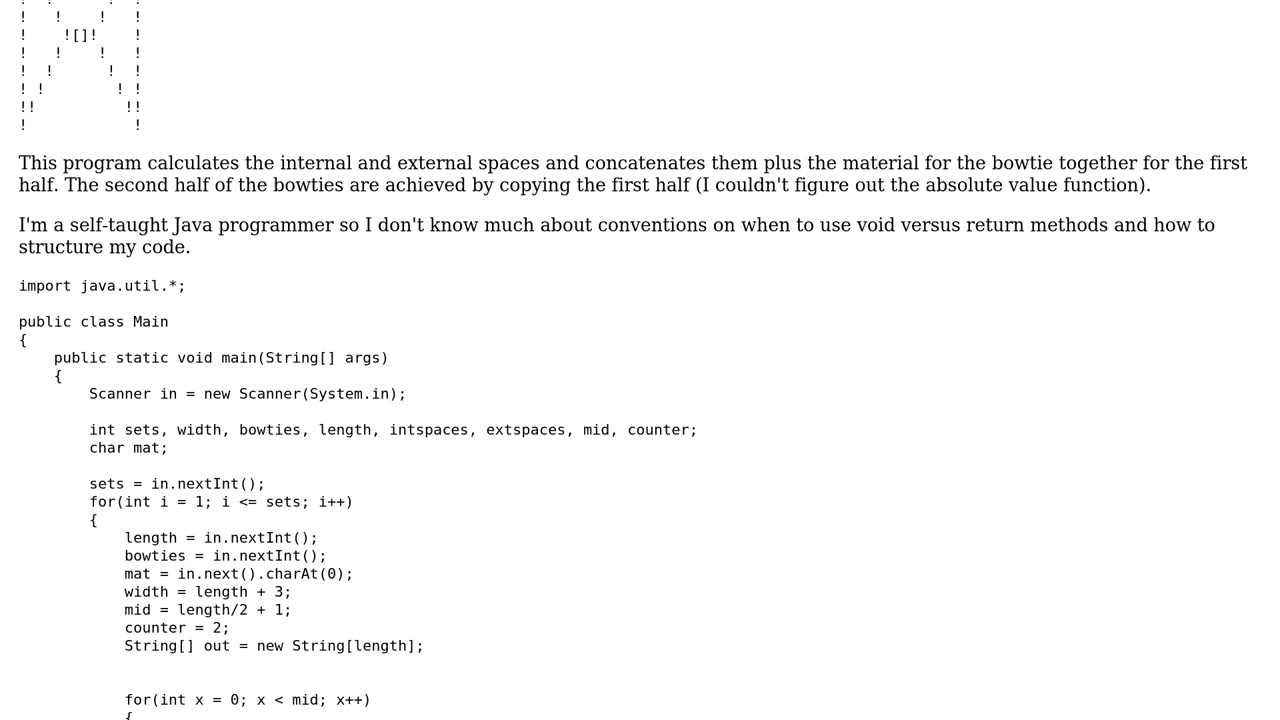 !  !      !  !
!   !    !   !
!    ![]!    !
!   !    !   !
!  !      !  !
! !        ! !
!!          !!
!            !
This program calculates the internal and external spaces and concatenates them plus the material for the bowtie together for the first
half. The second half of the bowties are achieved by copying the first half (I couldn't figure out the absolute value function).
I'm a self-taught Java programmer so I don't know much about conventions on when to use void versus return methods and how to
structure my code.
import java.util.*;
public class Main
{
    public static void main(String[] args)
    {
        Scanner in = new Scanner(System.in);
        int sets, width, bowties, length, intspaces, extspaces, mid, counter;
        char mat;
        sets = in.nextInt();
        for(int i = 1; i <= sets; i++)
        {
            length = in.nextInt();
            bowties = in.nextInt();
            mat = in.next().charAt(0);
            width = length + 3;
            mid = length/2 + 1;
            counter = 2;
            String[] out = new String[length];
            for(int x = 0; x < mid; x++)
            {